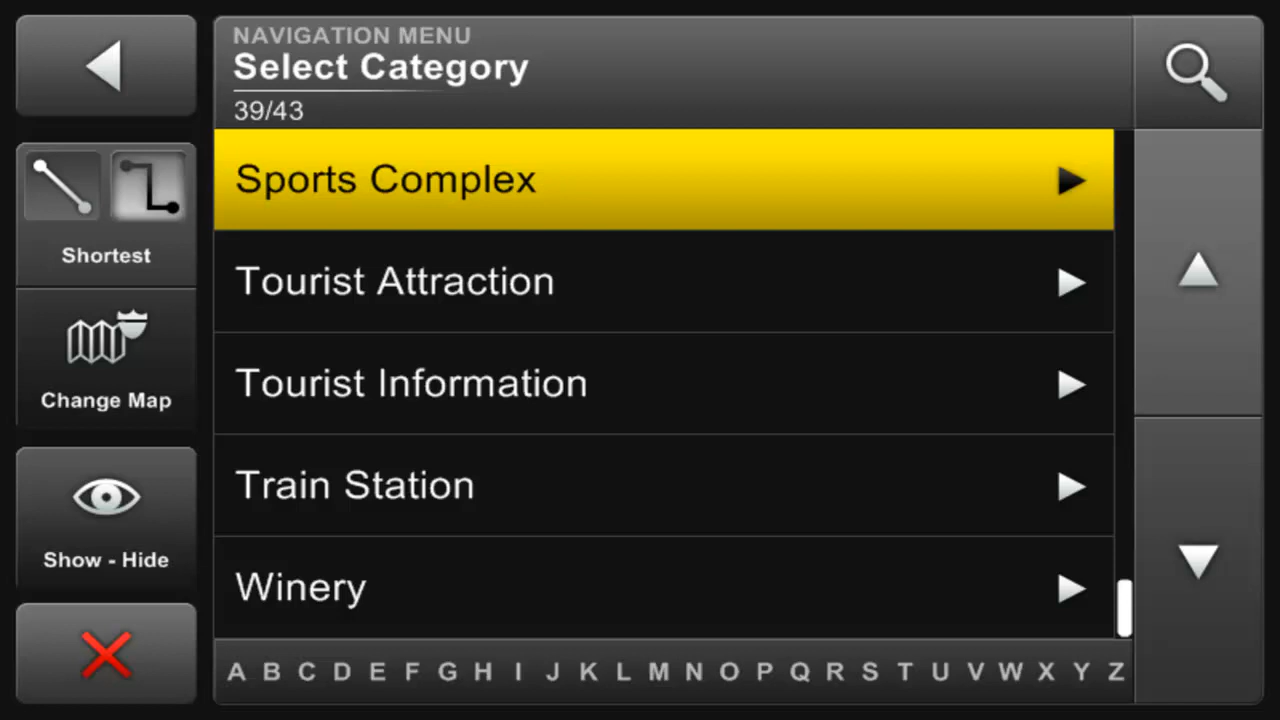 NAVIGATION MENU
Select Category
39/43
Shortest
Change Map
Show - Hide
Sports Complex
Tourist Attraction
Tourist Information
Train Station
Winery
A B C D E F G H I J K L M N O P Q R S T U V W X Y Z